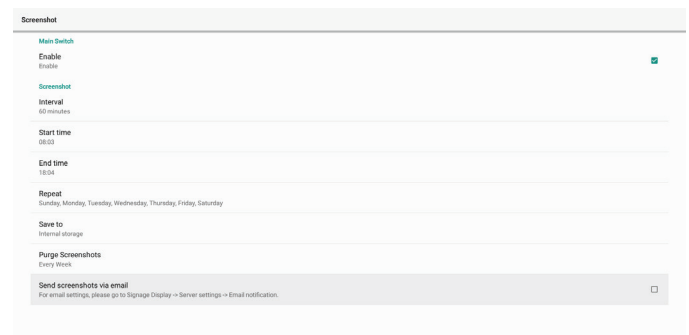 Screenshot
Main Switch
Enable
Enable
Screenshot
Interval
60 minutes
Start time
08:03
End time
18:04
Repeat
Sunday, Monday, Tuesday, Wednesday, Thursday, Friday, Saturday
Save to
Internal storage
Purge Screenshots
Every Week
Send screenshots via email
For email settings, please go to Signage Display -> Server settings -> Email notification.